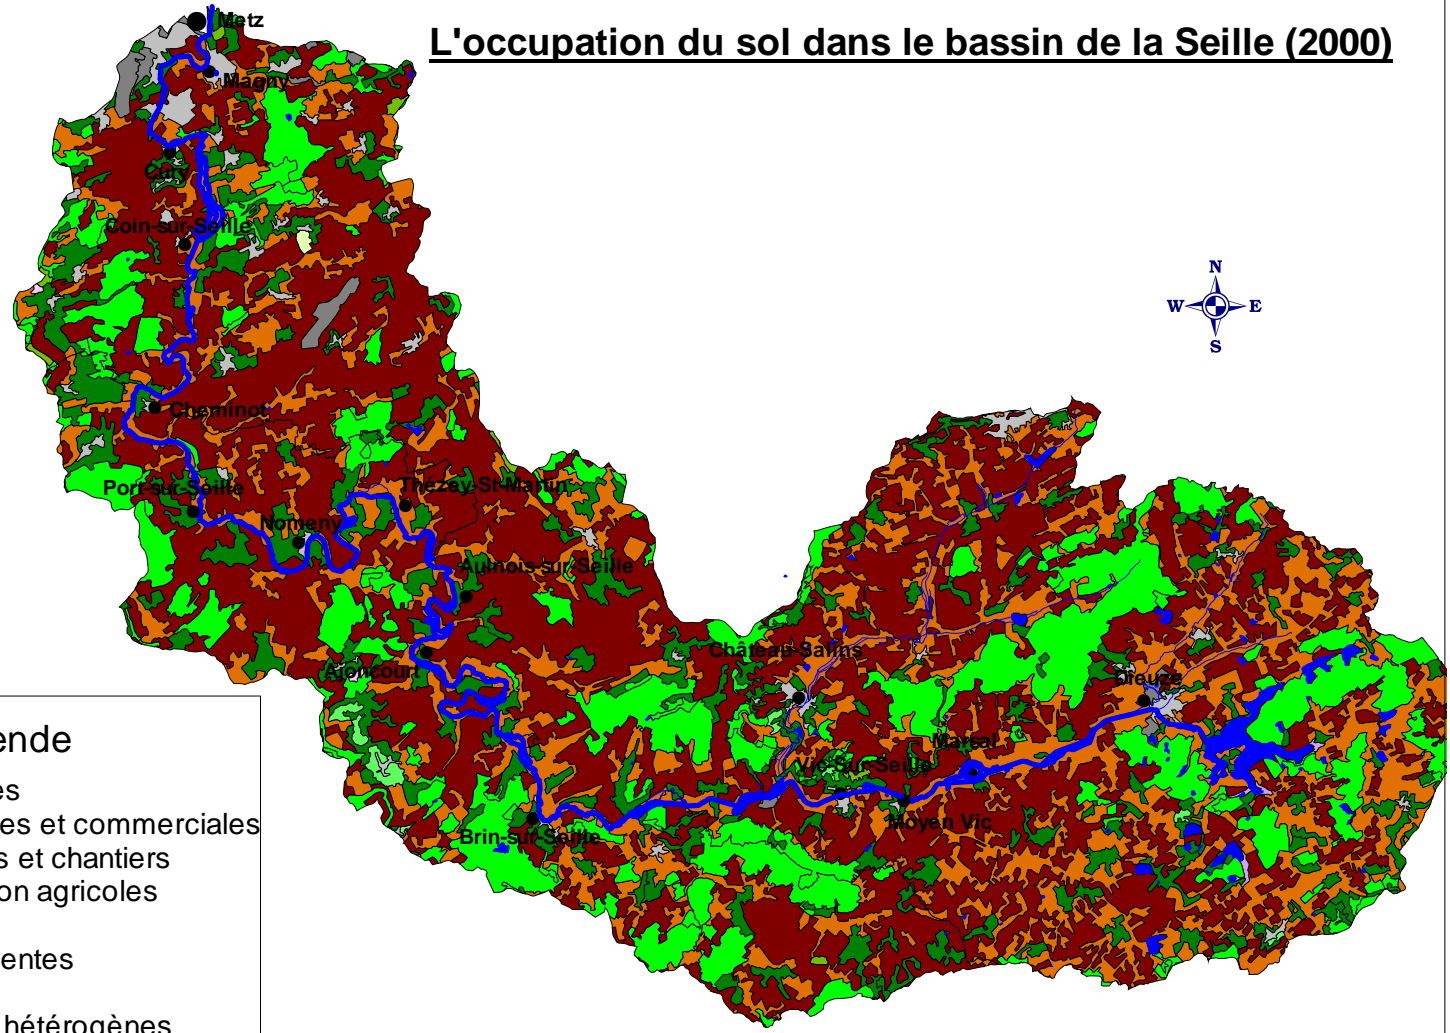 L'occupation du sol dans le bassin de la Seille (2000)
Metz
Magny
Cuvry
Coin-sur-Seille
N
W E
S
Cheminot
Port-sur-Seille
Thézey-St-Martin
Nomeny
Aulnois-sur-Seille
Ajoncourt
Château-Salins
Dieuze
Marsal
Vic-Sur-Seille
Moyen Vic
Brin-sur-Seille
ende
es
es et commerciales
s et chantiers
on agricoles
entes
hétérogènes